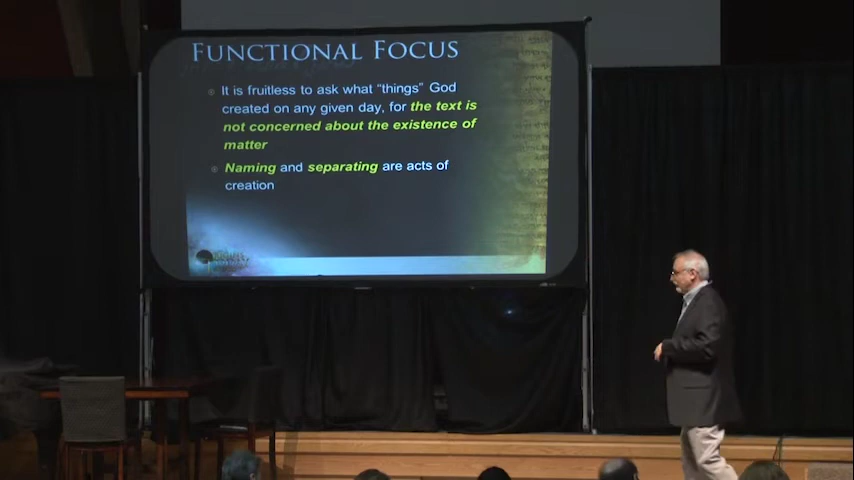 FUNCTIONAL FOCUS
It is fruitless to ask what “things” God
created on any given day, for the text is
not concerned about the existence of
matter
Naming and separating are acts of
creation